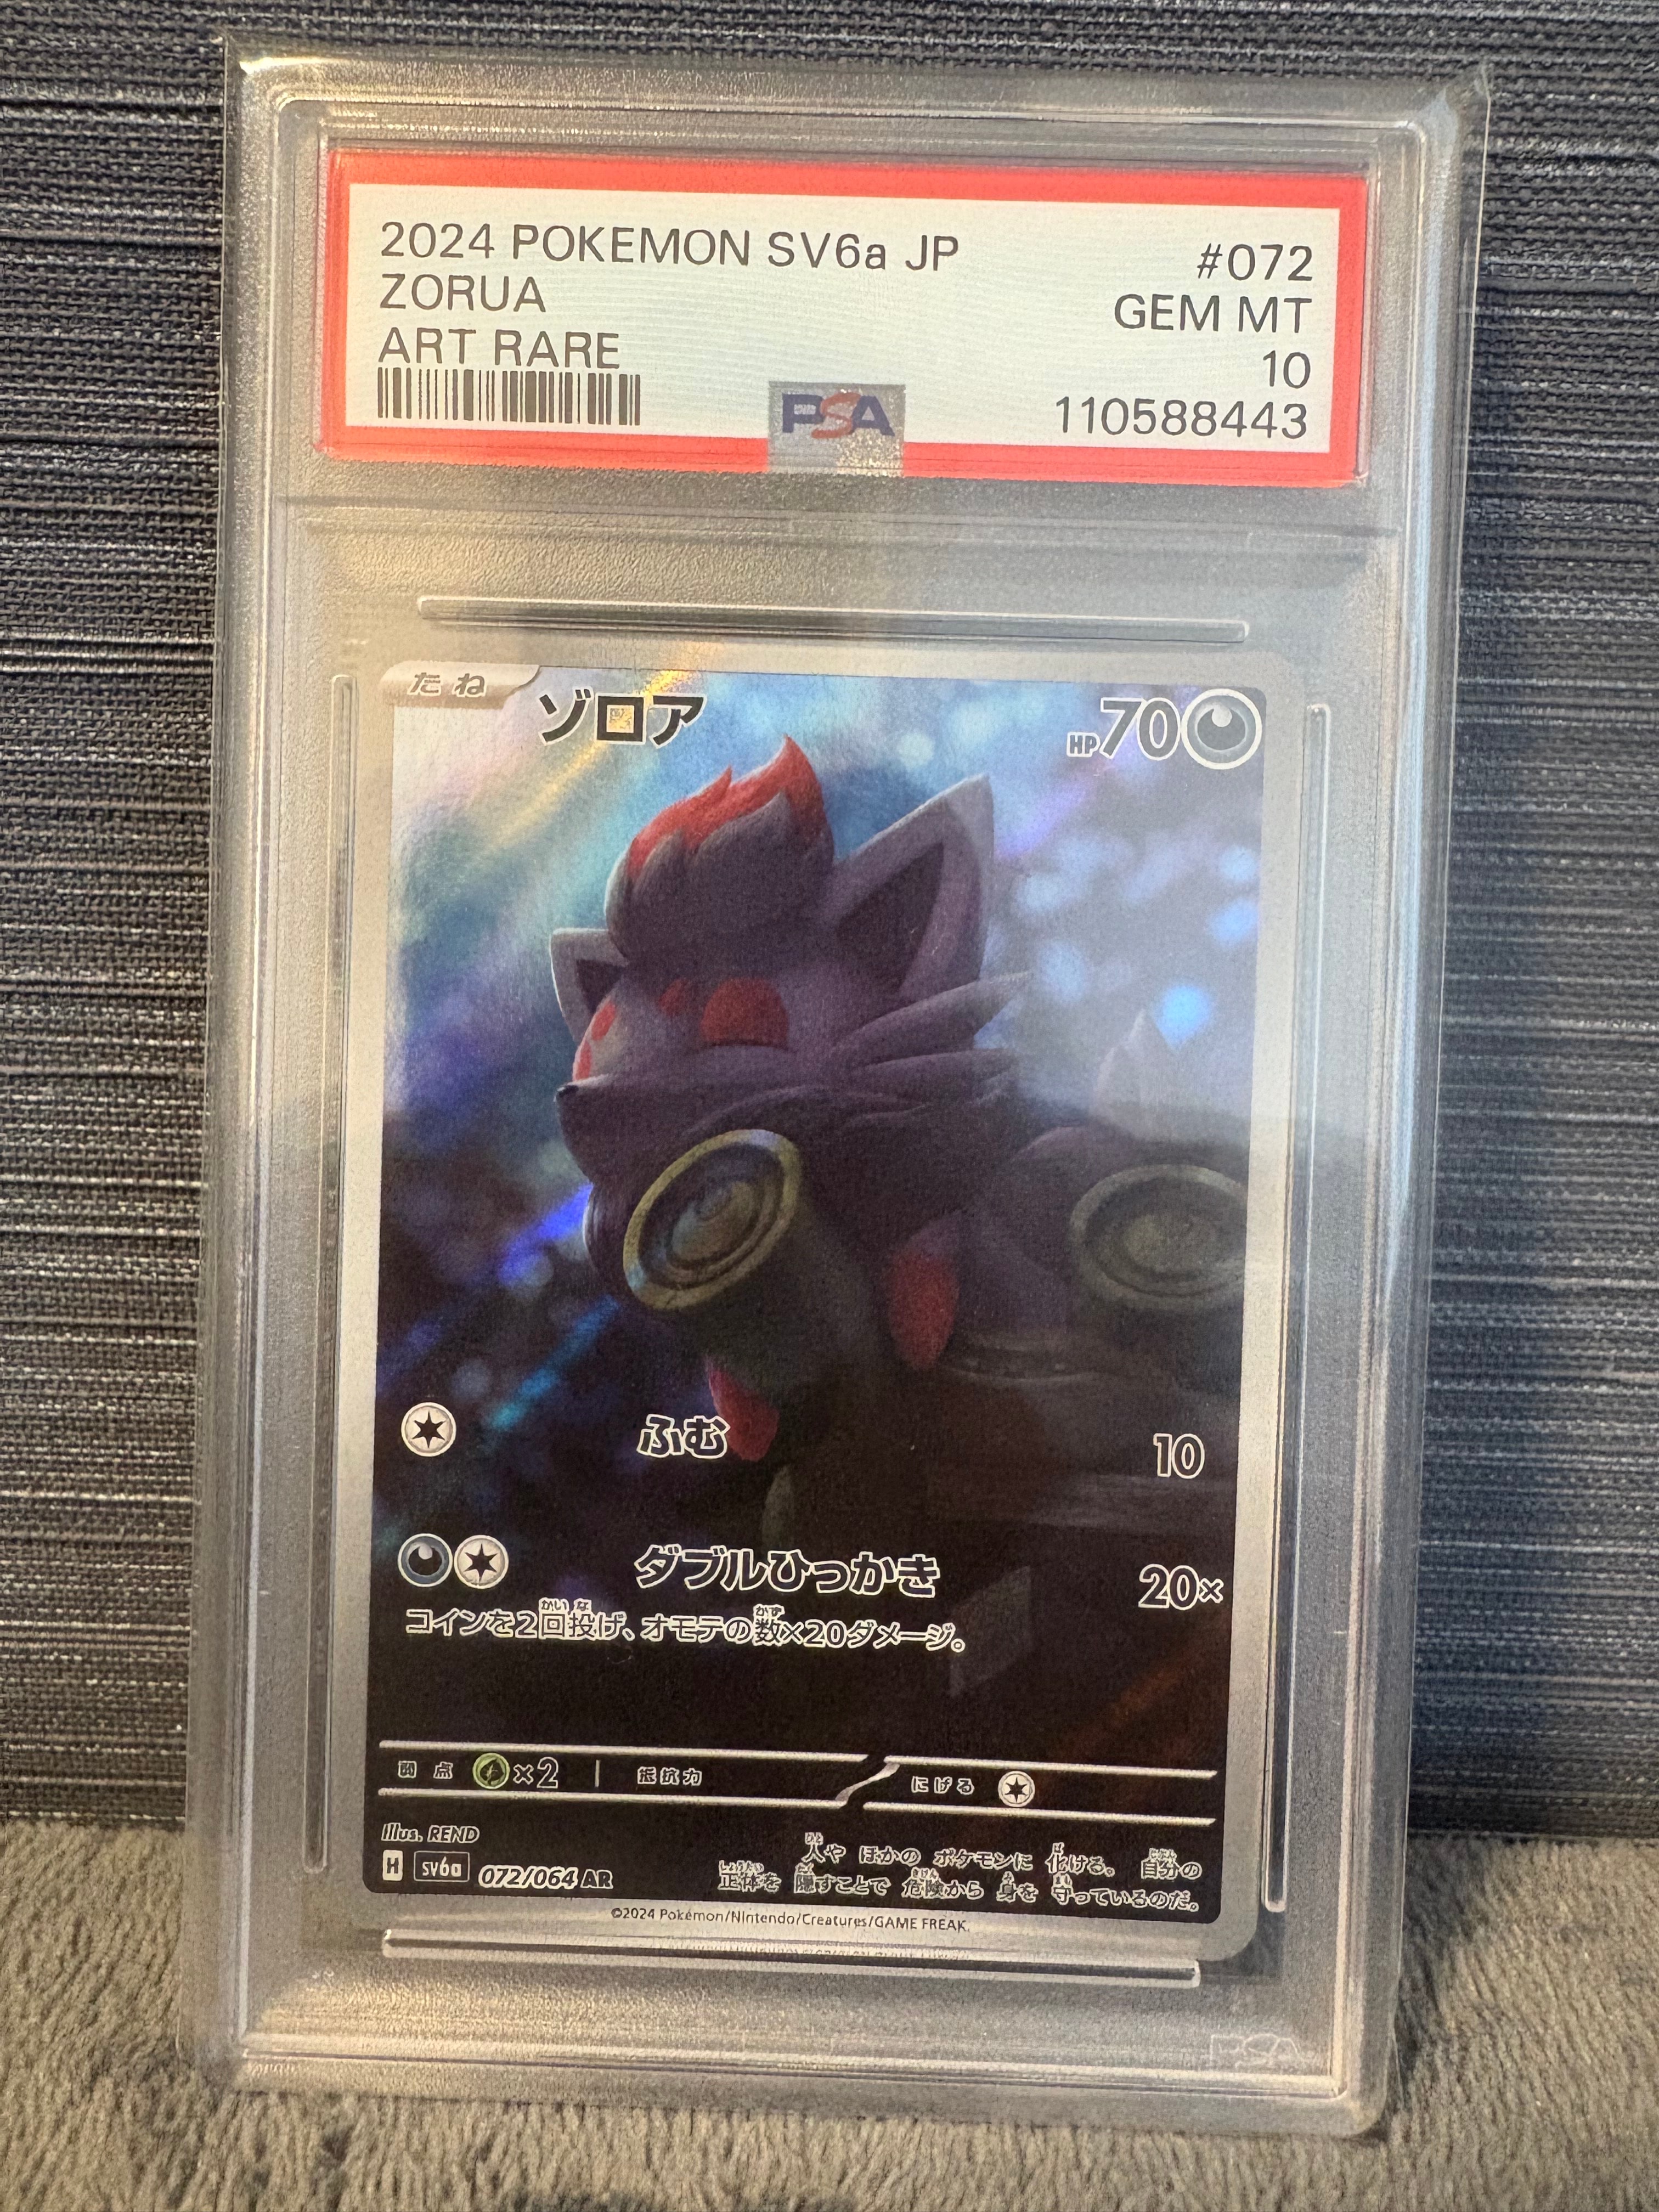 2024 POKEMON SV6a JP #072
ZORUA GEM MT
ART RARE 10
PSA 110588443
たね ゾロア HP70
ふむ 10
ダブルひっかき 20×
コインを2回投げ、オモテの数×20ダメージ。
弱点 ×2 抵抗力 にげる
Illus. REND
H sv6a 072/064 AR
人や ほかの ポケモンに 化ける。 自分の
正体を 隠すことで 危険から 身を 守っているのだ。
©2024 Pokémon/Nintendo/Creatures/GAME FREAK.
PSA